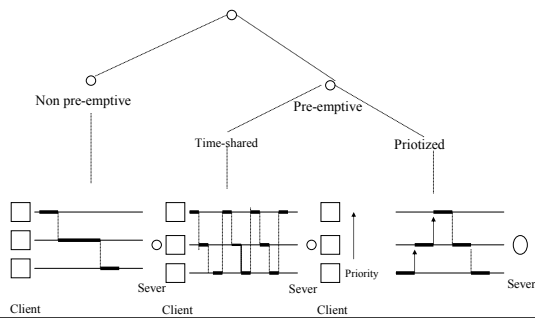 Non pre-emptive
Pre-emptive
Time-shared
Priotized
Priority
Sever
Sever
Sever
Client
Client
Client